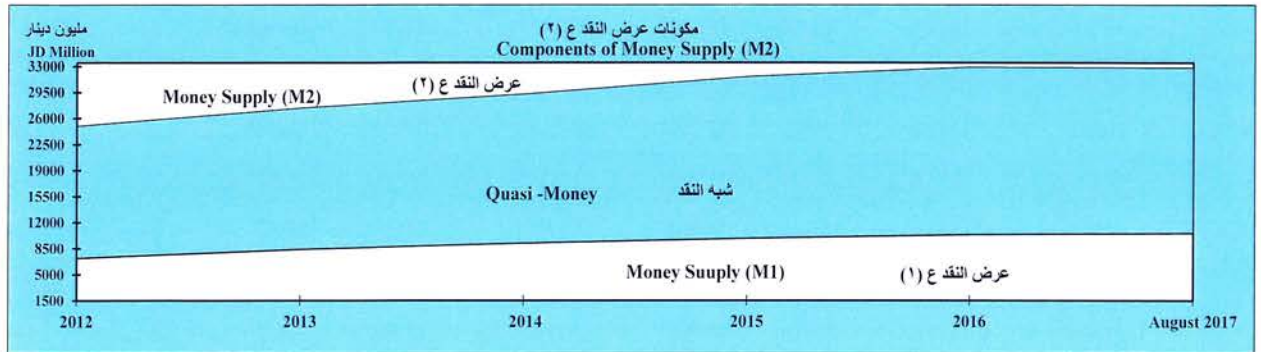 مليون دينار
مكونات عرض النقد ع (٢)
JD Million
Components of Money Supply (M2)
33000
29500
26000
22500
19000
15500
12000
8500
5000
1500
Money Supply (M2) عرض النقد ع (٢)
Quasi -Money شبه النقد
Money Suuply (M1) عرض النقد ع (١)
2012 2013 2014 2015 2016 August 2017